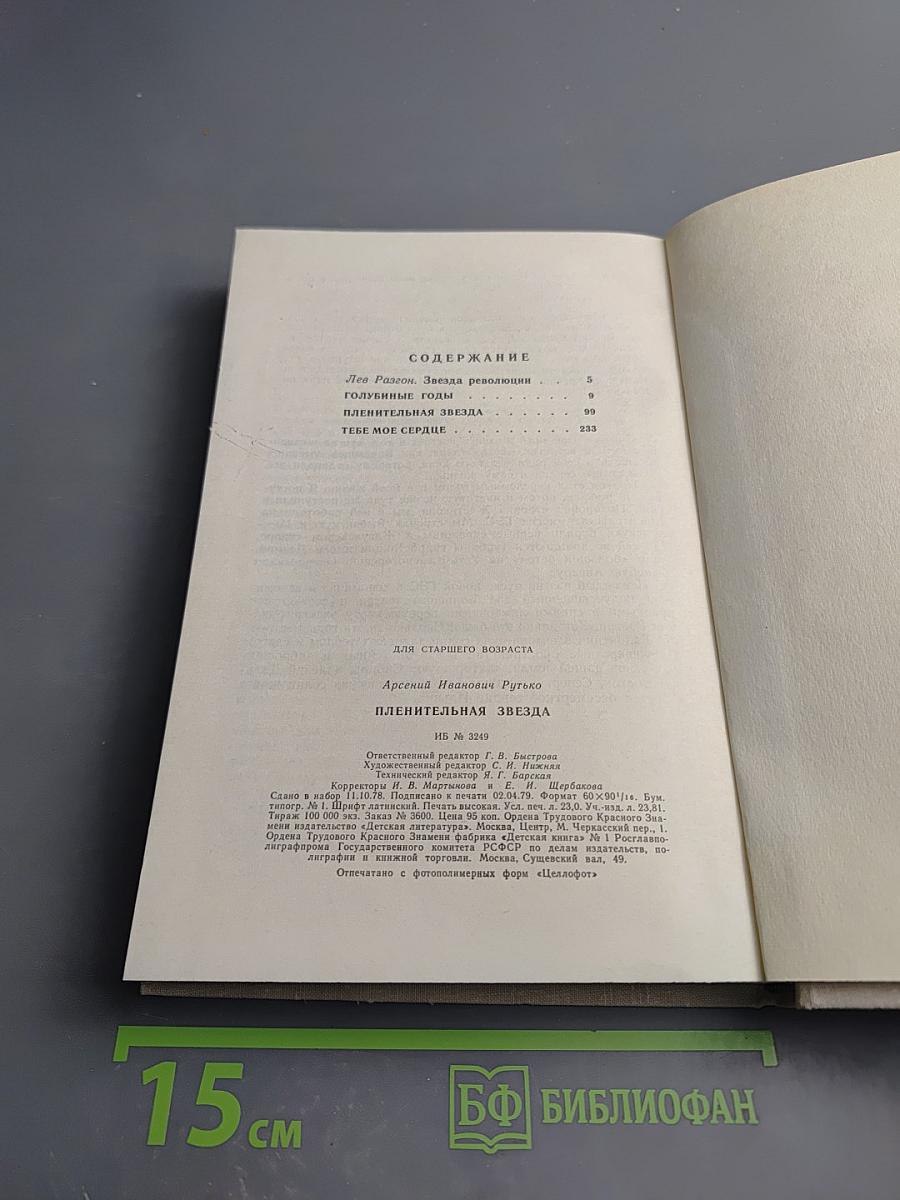 СОДЕРЖАНИЕ
Лев Разгон. Звезда революции . . 5
ГОЛУБИНЫЕ ГОДЫ . . . . . . . . 9
ПЛЕНИТЕЛЬНАЯ ЗВЕЗДА . . . . . . 99
ТЕБЕ МОЕ СЕРДЦЕ . . . . . . . . . 233
ДЛЯ СТАРШЕГО ВОЗРАСТА
Арсений Иванович Рутько
ПЛЕНИТЕЛЬНАЯ ЗВЕЗДА
ИБ № 3249
Ответственный редактор Г. В. Быстрова
Художественный редактор С. И. Нижняя
Технический редактор Я. Г. Барская
Корректоры И. В. Мартынова и Е. И. Щербакова
Сдано в набор 11.10.78. Подписано к печати 02.04.79. Формат 60×90¹/₁₆. Бум.
типогр. № 1. Шрифт латинский. Печать высокая. Усл. печ. л. 23,0. Уч.-изд. л. 23,81.
Тираж 100 000 экз. Заказ № 3600. Цена 95 коп. Ордена Трудового Красного Зна-
мени издательство «Детская литература». Москва, Центр, М. Черкасский пер., 1.
Ордена Трудового Красного Знамени фабрика «Детская книга» № 1 Росглавпо-
лиграфпрома Государственного комитета РСФСР по делам издательств, по-
лиграфии и книжной торговли. Москва, Сущевский вал, 49.
Отпечатано с фотополимерных форм «Целлофот»
15 см
БФ БИБЛИОФАН